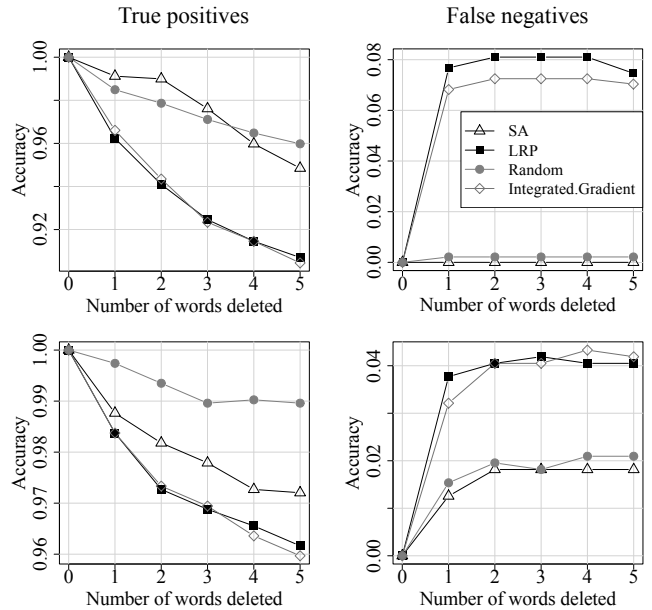 True positives
False negatives
Accuracy
1.00
0.96
0.92
0 1 2 3 4 5
Number of words deleted
Accuracy
0.08
0.06
0.04
0.02
0.00
SA
LRP
Random
Integrated.Gradient
0 1 2 3 4 5
Number of words deleted
Accuracy
1.00
0.99
0.98
0.97
0.96
0 1 2 3 4 5
Number of words deleted
Accuracy
0.04
0.02
0.00
0 1 2 3 4 5
Number of words deleted